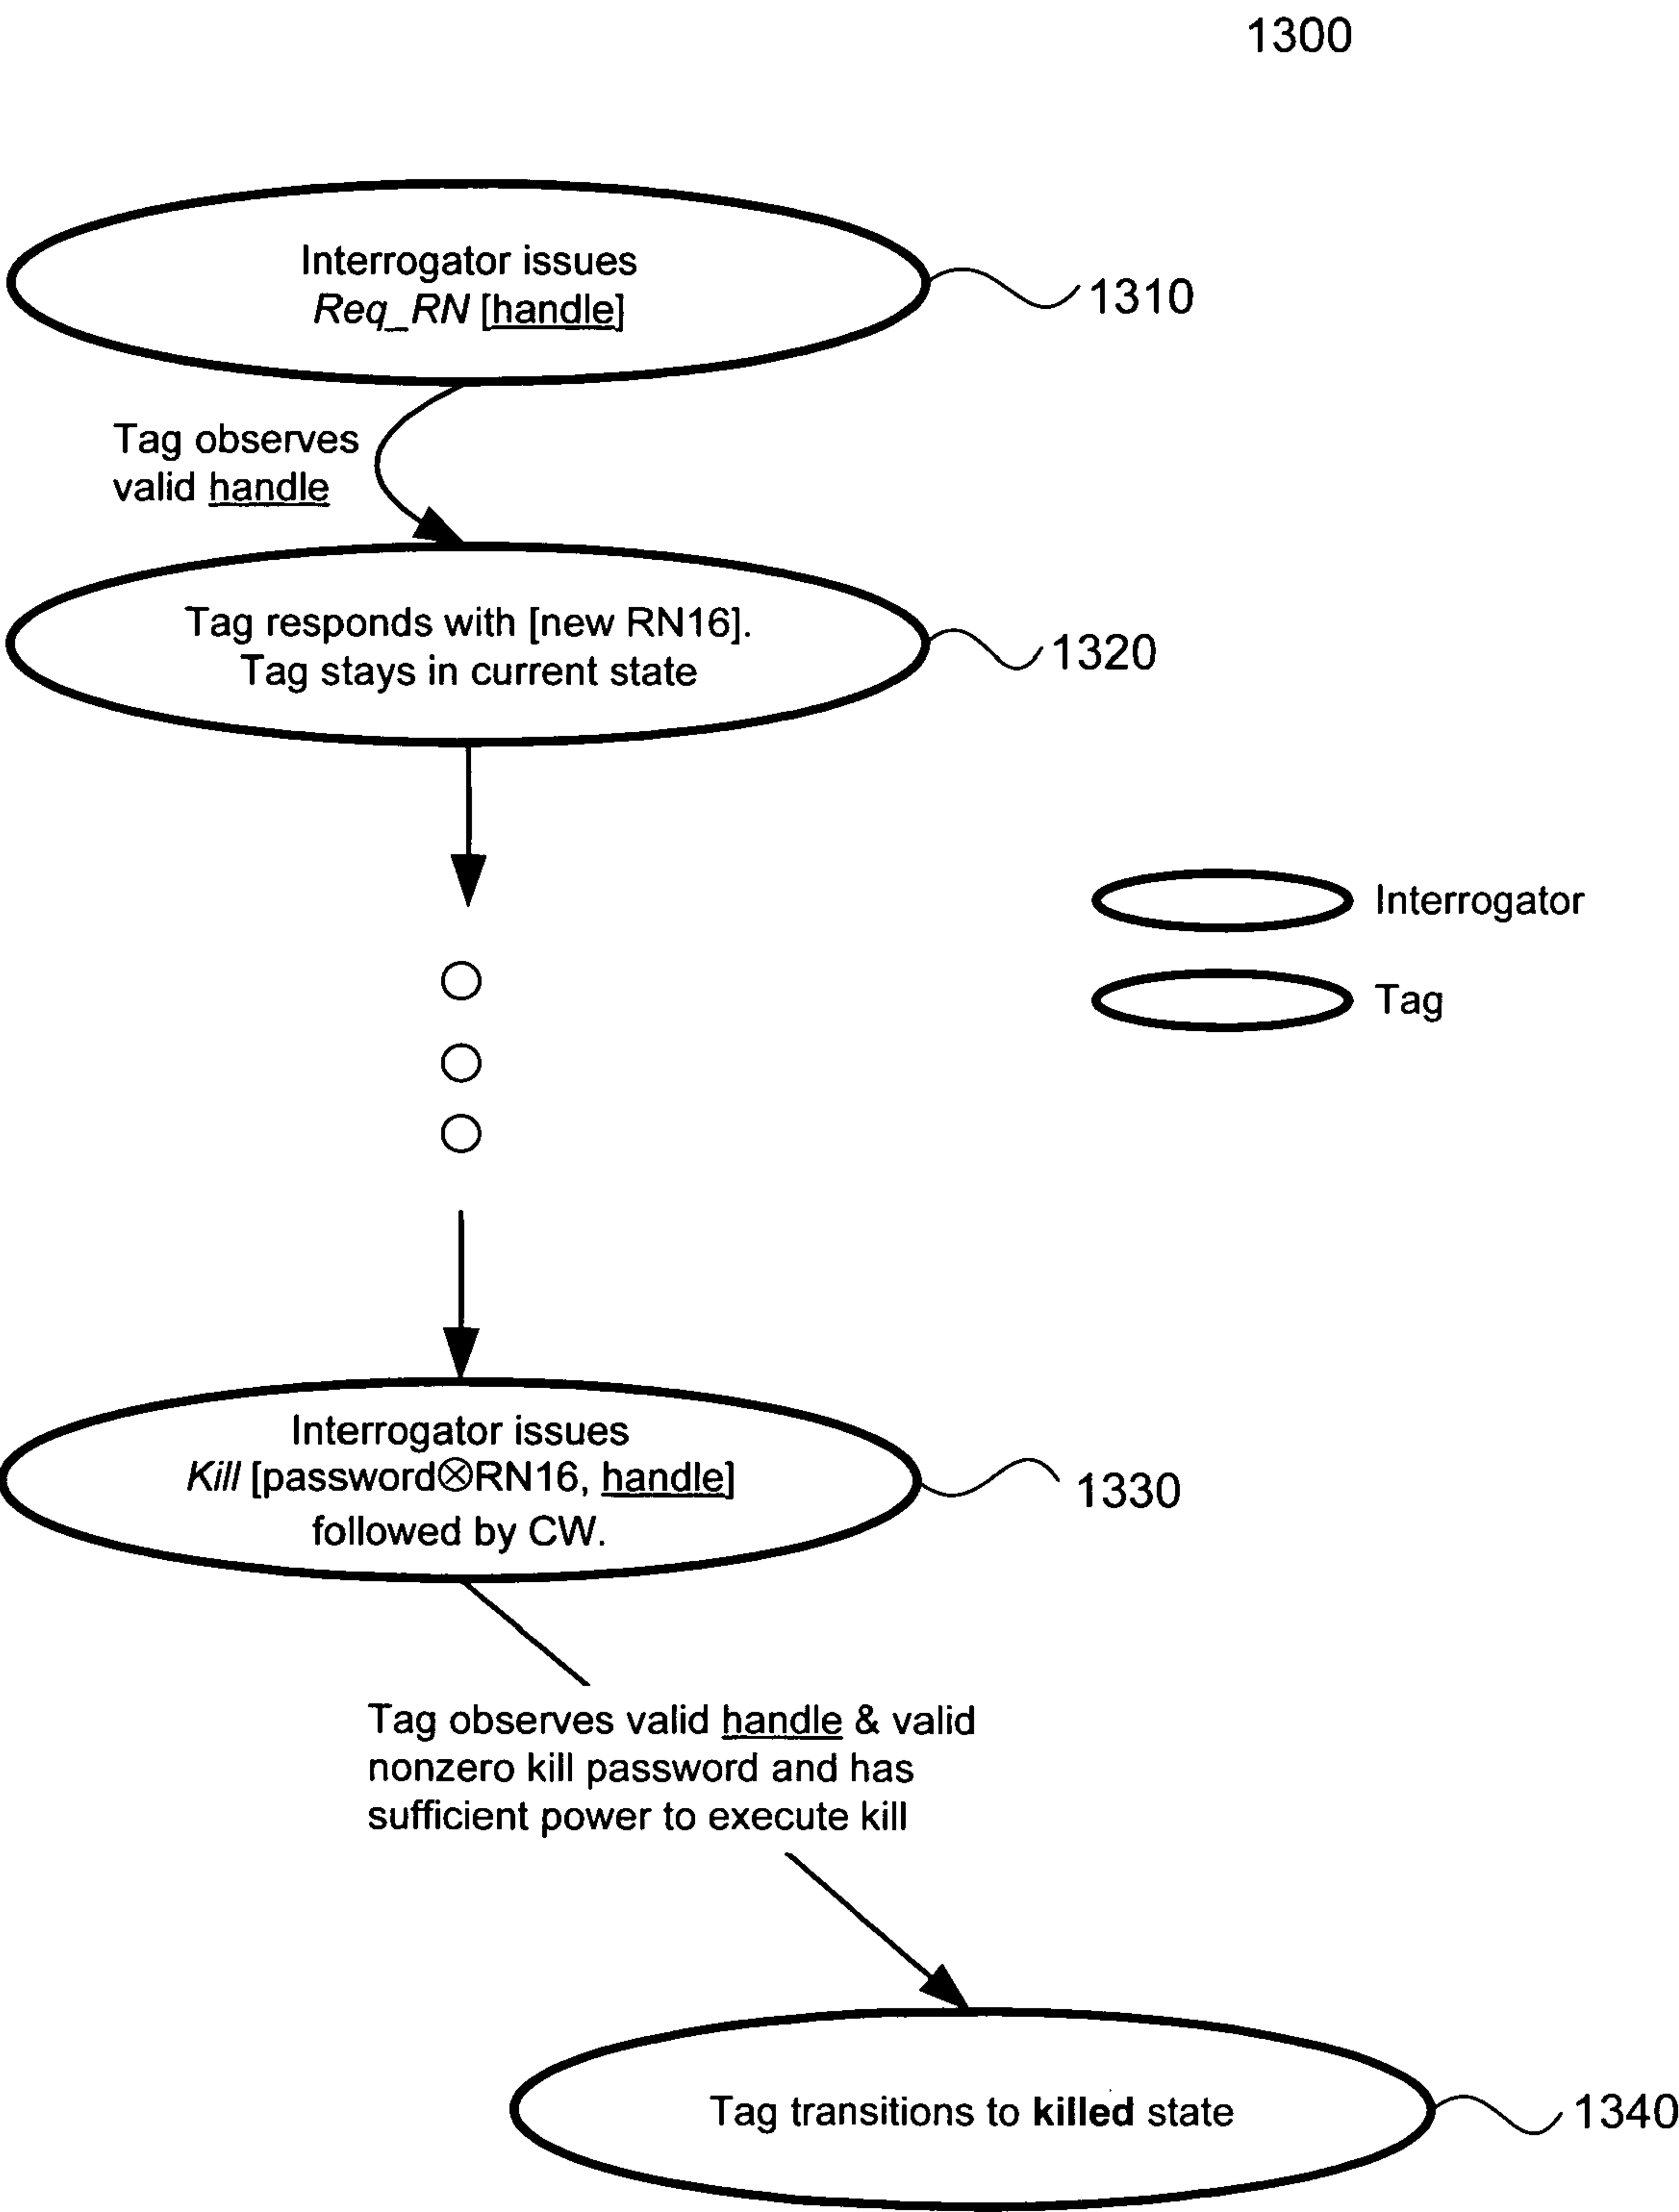 1300
Interrogator issues
Req_RN [handle]
1310
Tag observes
valid handle
Tag responds with [new RN16].
Tag stays in current state
1320
Interrogator
Tag
Interrogator issues
Kill [password⊗RN16, handle]
followed by CW.
1330
Tag observes valid handle & valid
nonzero kill password and has
sufficient power to execute kill
Tag transitions to killed state
1340